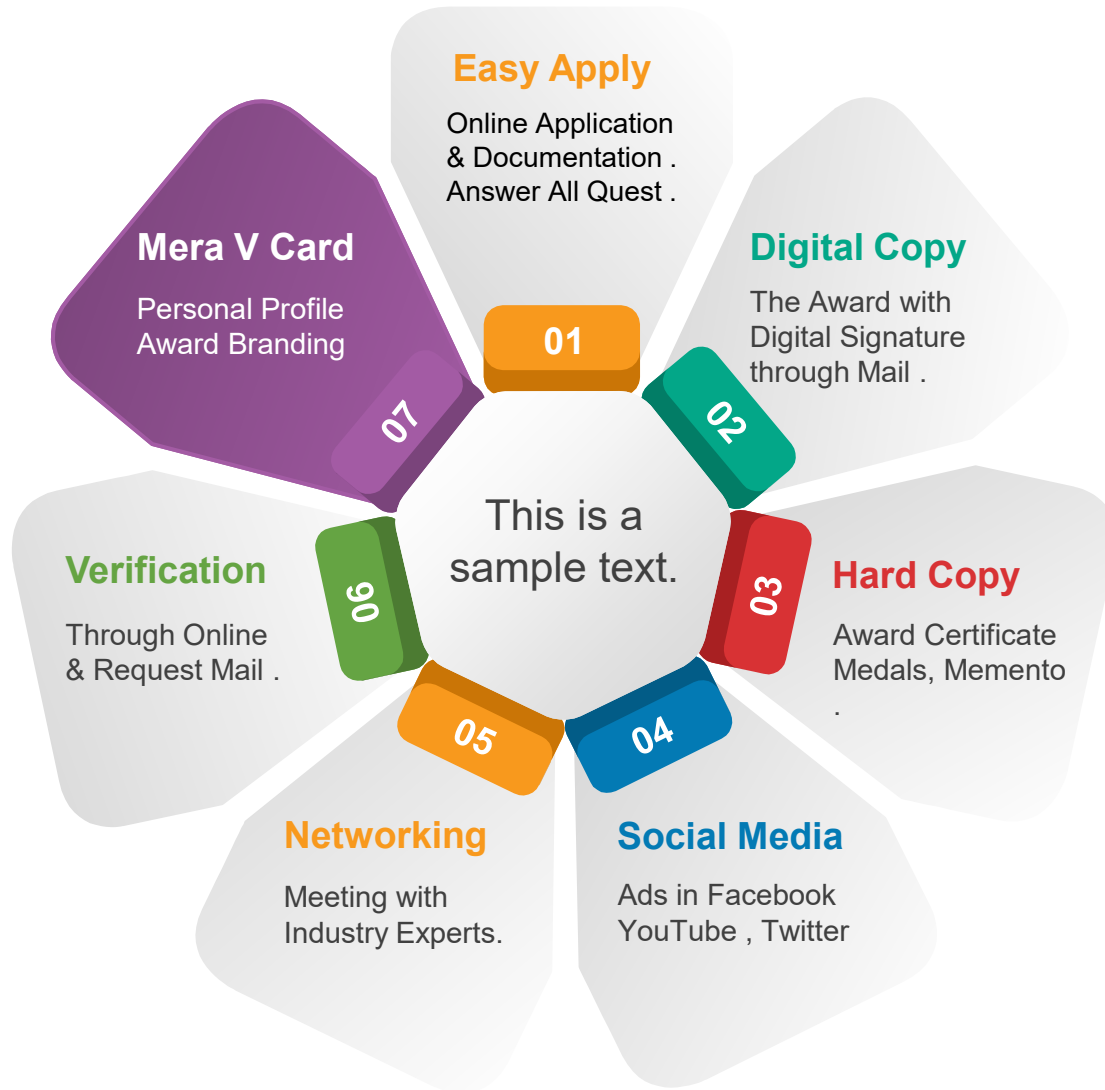 Easy Apply
Online Application
& Documentation .
Answer All Quest .
01
Digital Copy
The Award with
Digital Signature
through Mail .
02
Hard Copy
Award Certificate
Medals, Memento
.
03
Social Media
Ads in Facebook
YouTube , Twitter
04
Networking
Meeting with
Industry Experts.
05
Verification
Through Online
& Request Mail .
06
Mera V Card
Personal Profile
Award Branding
07
This is a
sample text.